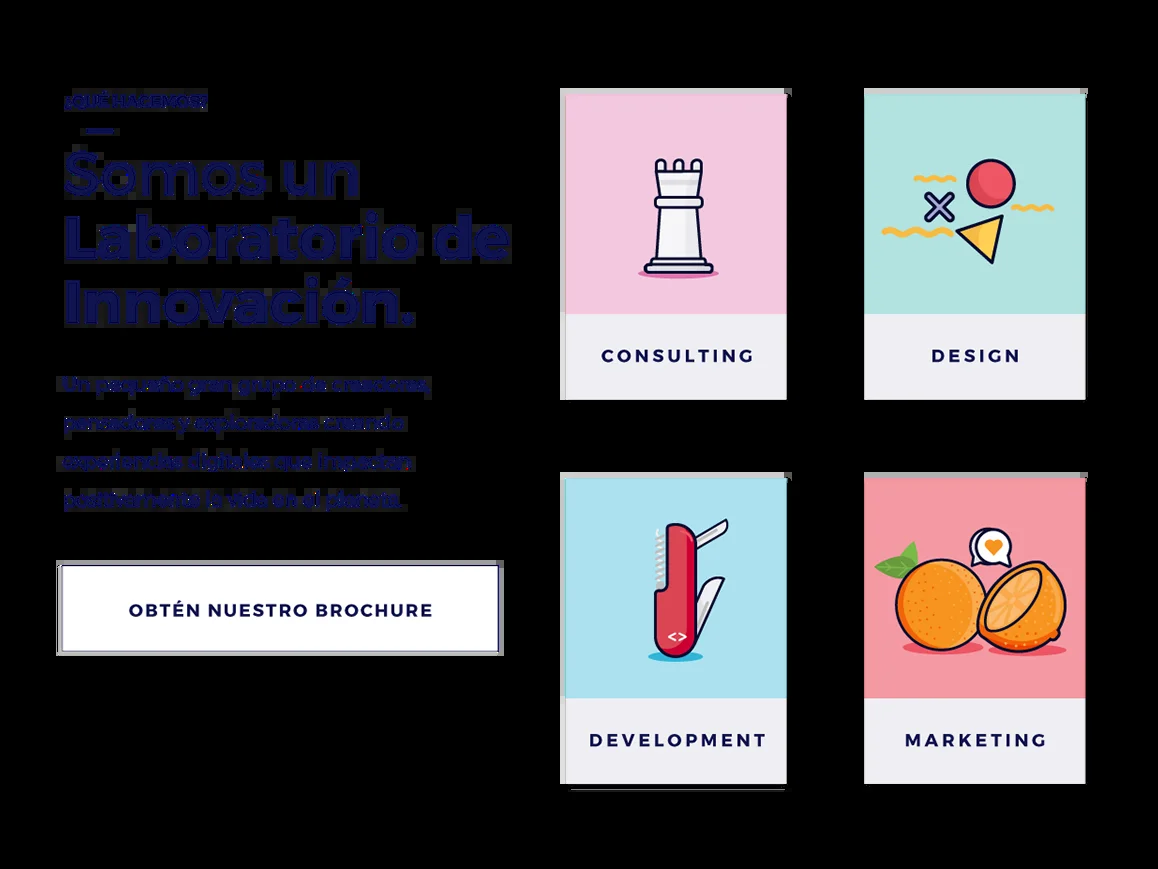 ¿QUÉ HACEMOS?
Somos un
Laboratorio de
Innovación.
Un pequeño gran grupo de creadores,
pensadores y exploradores creando
experiencias digitales que impactan
positivamente la vida en el planeta.
OBTÉN NUESTRO BROCHURE
CONSULTING
DESIGN
<>
DEVELOPMENT
MARKETING